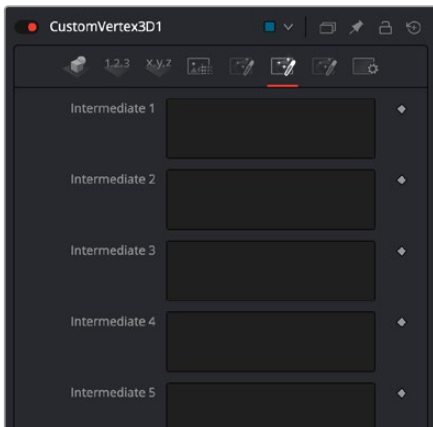 CustomVertex3D1
1.2.3 X.y.z
Intermediate 1
Intermediate 2
Intermediate 3
Intermediate 4
Intermediate 5